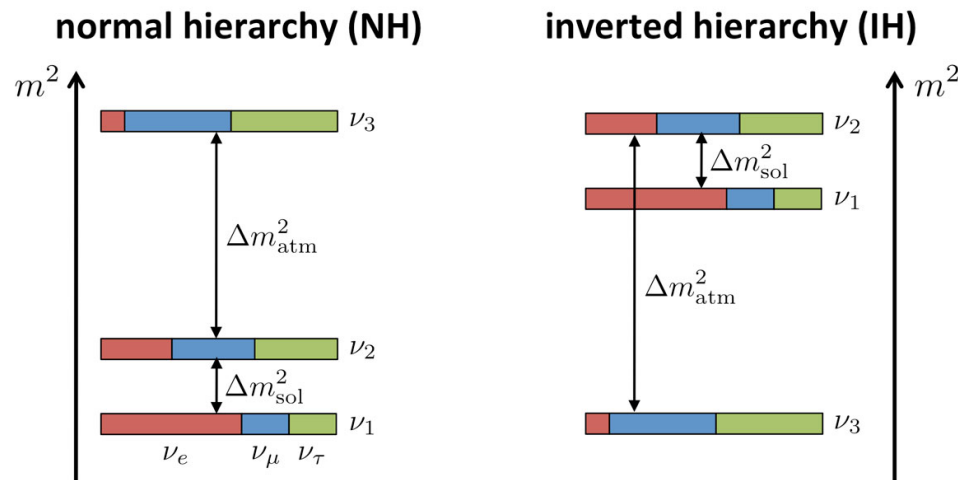 normal hierarchy (NH)
m²
ν₃
Δm²atm
ν₂
Δm²sol
ν₁
νe νμ ντ
inverted hierarchy (IH)
m²
ν₂
Δm²sol
ν₁
Δm²atm
ν₃